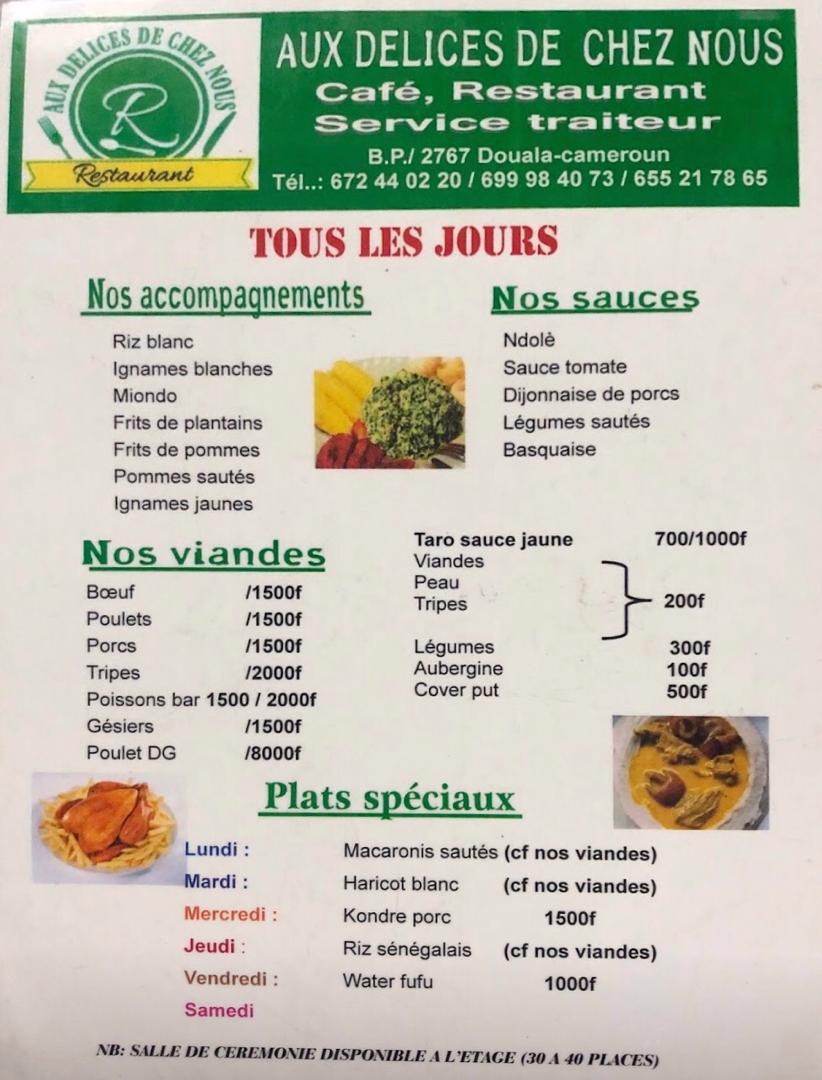 AUX DELICES DE CHEZ NOUS
R
Restaurant
AUX DELICES DE CHEZ NOUS
Café, Restaurant
Service traiteur
B.P./ 2767 Douala-cameroun
Tél..: 672 44 02 20 / 699 98 40 73 / 655 21 78 65
TOUS LES JOURS
Nos accompagnements
Riz blanc
Ignames blanches
Miondo
Frits de plantains
Frits de pommes
Pommes sautés
Ignames jaunes
Nos sauces
Ndolè
Sauce tomate
Dijonnaise de porcs
Légumes sautés
Basquaise
Nos viandes
Bœuf /1500f
Poulets /1500f
Porcs /1500f
Tripes /2000f
Poissons bar 1500 / 2000f
Gésiers /1500f
Poulet DG /8000f
Taro sauce jaune 700/1000f
Viandes
Peau
Tripes
200f
Légumes 300f
Aubergine 100f
Cover put 500f
Plats spéciaux
Lundi : Macaronis sautés (cf nos viandes)
Mardi : Haricot blanc (cf nos viandes)
Mercredi : Kondre porc 1500f
Jeudi : Riz sénégalais (cf nos viandes)
Vendredi : Water fufu 1000f
Samedi
NB: SALLE DE CEREMONIE DISPONIBLE A L'ETAGE (30 A 40 PLACES)